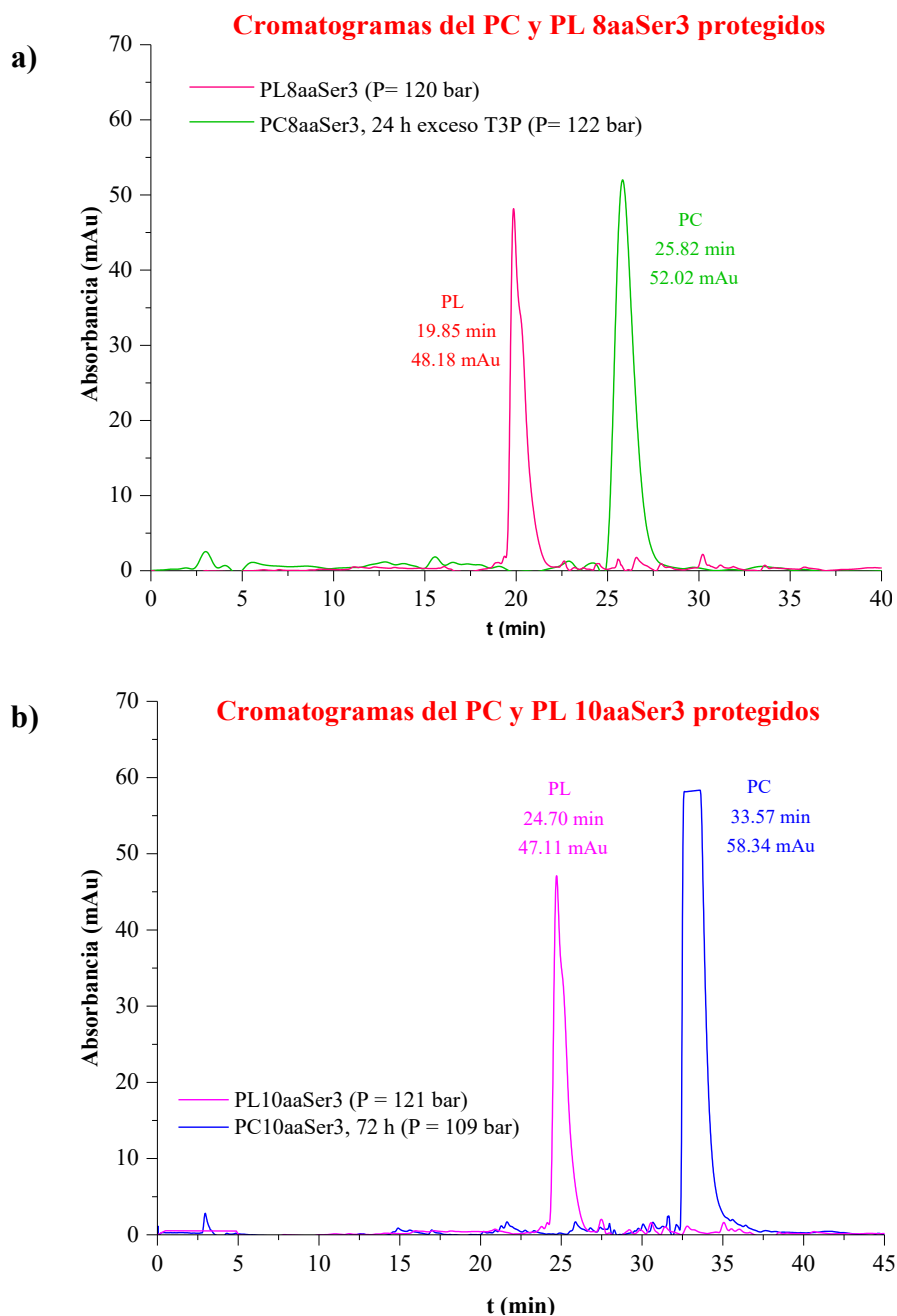 Cromatogramas del PC y PL 8aaSer3 protegidos
a)
70
60
50
40
30
20
10
0
Absorbancia (mAu)
PL8aaSer3 (P= 120 bar)
PC8aaSer3, 24 h exceso T3P (P= 122 bar)
PL
19.85 min
48.18 mAu
PC
25.82 min
52.02 mAu
0 5 10 15 20 25 30 35 40
t (min)
b)
Cromatogramas del PC y PL 10aaSer3 protegidos
70
60
50
40
30
20
10
0
Absorbancia (mAu)
PL
24.70 min
47.11 mAu
PC
33.57 min
58.34 mAu
PL10aaSer3 (P = 121 bar)
PC10aaSer3, 72 h (P = 109 bar)
0 5 10 15 20 25 30 35 40 45
t (min)